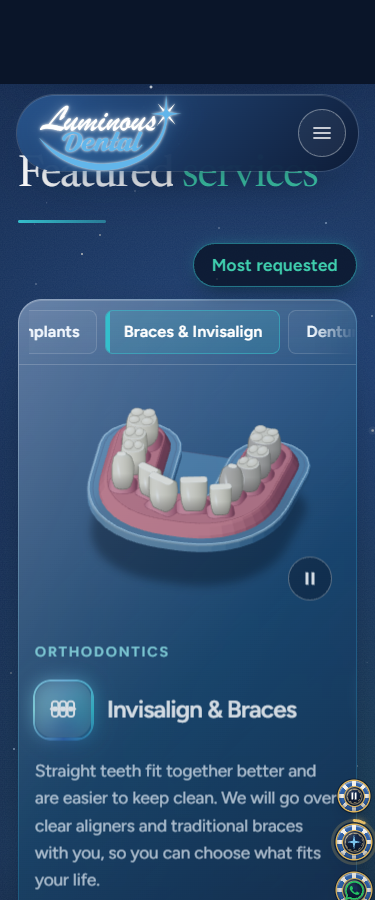 Luminous
Dental
Featured services
Most requested
nplants
Braces & Invisalign
Dentu
ORTHODONTICS
Invisalign & Braces
Straight teeth fit together better and
are easier to keep clean. We will go over
clear aligners and traditional braces
with you, so you can choose what fits
your life.